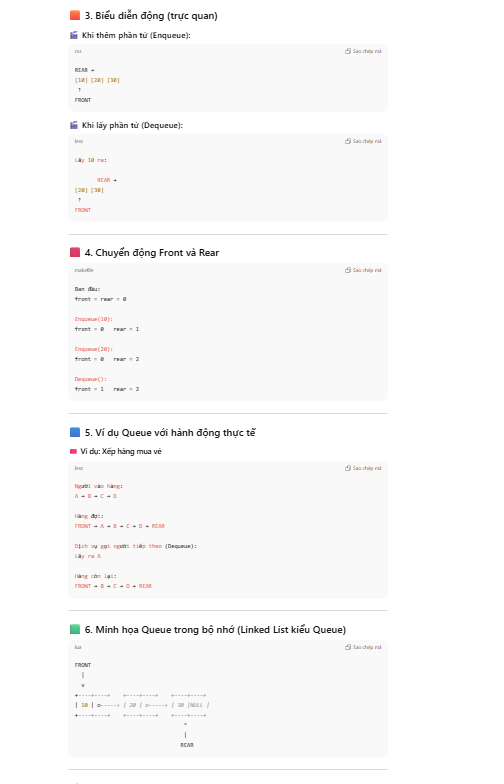 3. Biểu diễn động (trực quan)
Khi thêm phần tử (Enqueue):
css
Sao chép mã
REAR →
[10] [20] [30]
↑
FRONT
Khi lấy phần tử (Dequeue):
less
Sao chép mã
Lấy 10 ra:
REAR →
[20] [30]
↑
FRONT
4. Chuyển động Front và Rear
makefile
Sao chép mã
Ban đầu:
front = rear = 0
Enqueue(10):
front = 0 rear = 1
Enqueue(20):
front = 0 rear = 2
Dequeue():
front = 1 rear = 2
5. Ví dụ Queue với hành động thực tế
Ví dụ: Xếp hàng mua vé
less
Sao chép mã
Người vào hàng:
A → B → C → D
Hàng đợi:
FRONT → A → B → C → D → REAR
Dịch vụ gọi người tiếp theo (Dequeue):
Lấy ra A
Hàng còn lại:
FRONT → B → C → D → REAR
6. Minh họa Queue trong bộ nhớ (Linked List kiểu Queue)
lua
Sao chép mã
FRONT
|
v
+----+----+ +----+----+ +----+----+
| 10 | o-----> | 20 | o-----> | 30 |NULL |
+----+----+ +----+----+ +----+----+
^
|
REAR